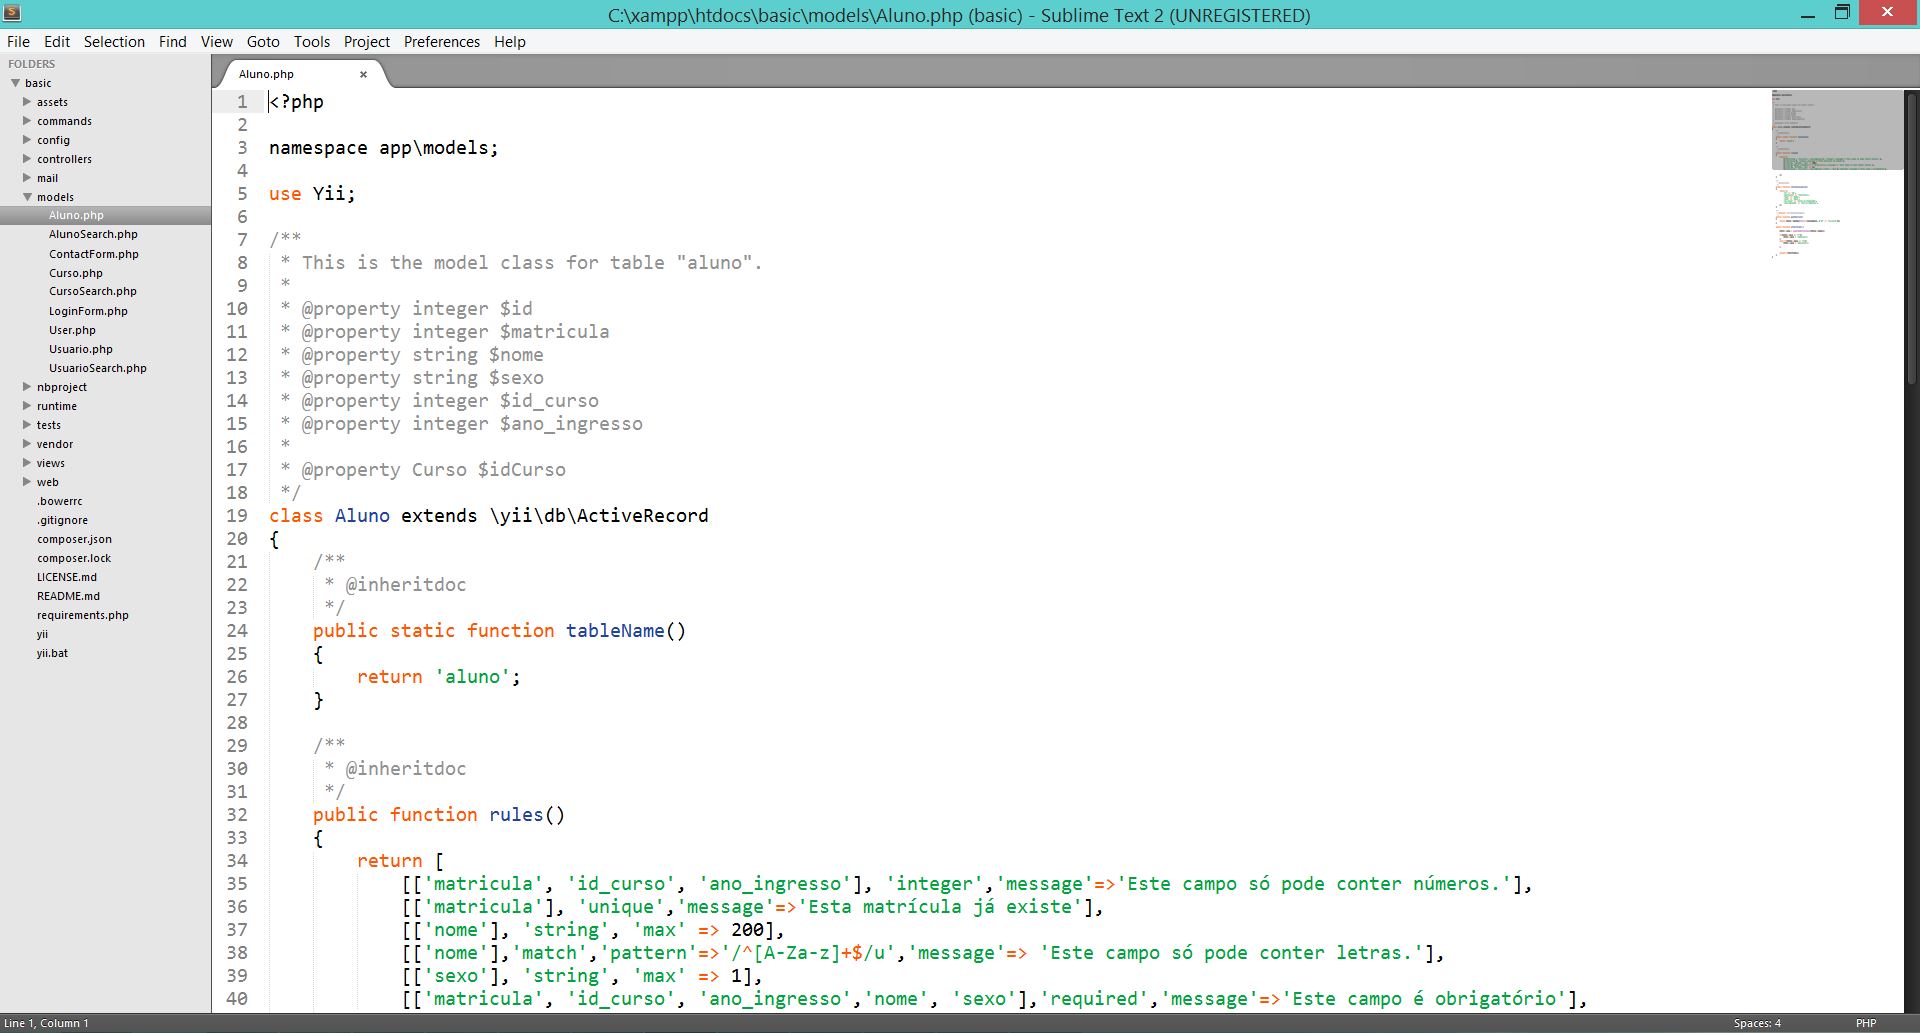 C:\xampp\htdocs\basic\models\Aluno.php (basic) - Sublime Text 2 (UNREGISTERED)
File Edit Selection Find View Goto Tools Project Preferences Help
FOLDERS
basic
assets
commands
config
controllers
mail
models
Aluno.php
AlunoSearch.php
ContactForm.php
Curso.php
CursoSearch.php
LoginForm.php
User.php
Usuario.php
UsuarioSearch.php
nbproject
runtime
tests
vendor
views
web
.bowerrc
.gitignore
composer.json
composer.lock
LICENSE.md
README.md
requirements.php
yii
yii.bat
Aluno.php ×
1 <?php
2
3 namespace app\models;
4
5 use Yii;
6
7 /**
8  * This is the model class for table "aluno".
9  *
10  * @property integer $id
11  * @property integer $matricula
12  * @property string $nome
13  * @property string $sexo
14  * @property integer $id_curso
15  * @property integer $ano_ingresso
16  *
17  * @property Curso $idCurso
18  */
19 class Aluno extends \yii\db\ActiveRecord
20 {
21     /**
22      * @inheritdoc
23      */
24     public static function tableName()
25     {
26         return 'aluno';
27     }
28
29     /**
30      * @inheritdoc
31      */
32     public function rules()
33     {
34         return [
35             [['matricula', 'id_curso', 'ano_ingresso'], 'integer','message'=>'Este campo só pode conter números.'],
36             [['matricula'], 'unique','message'=>'Esta matrícula já existe'],
37             [['nome'], 'string', 'max' => 200],
38             [['nome'],'match','pattern'=>'/^[A-Za-z]+$/u','message'=> 'Este campo só pode conter letras.'],
39             [['sexo'], 'string', 'max' => 1],
40             [['matricula', 'id_curso', 'ano_ingresso','nome', 'sexo'],'required','message'=>'Este campo é obrigatório'],
Line 1, Column 1
Spaces: 4
PHP